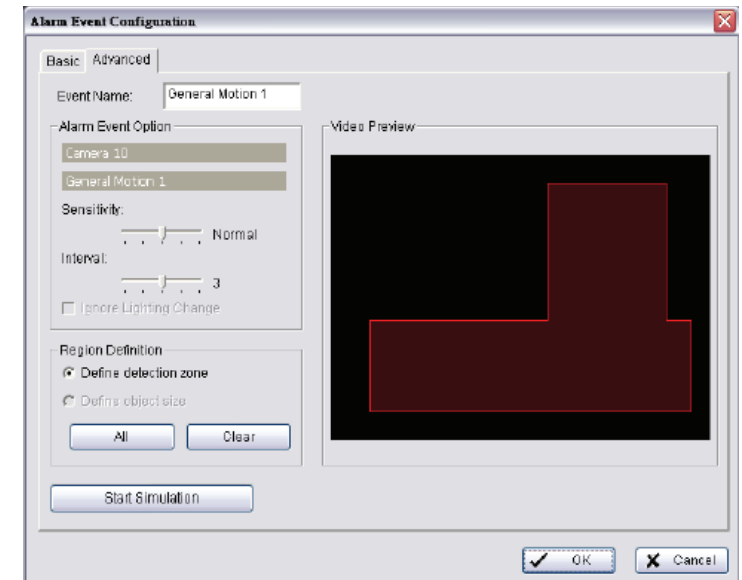 Alarm Event Configuration
Basic Advanced
Event Name: General Motion 1
Alarm Event Option
Camera 10
General Motion 1
Sensitivity:
Normal
Interval:
3
Ignore Lighting Change
Region Definition
Define detection zone
Define object size
All Clear
Start Simulation
Video Preview
OK Cancel